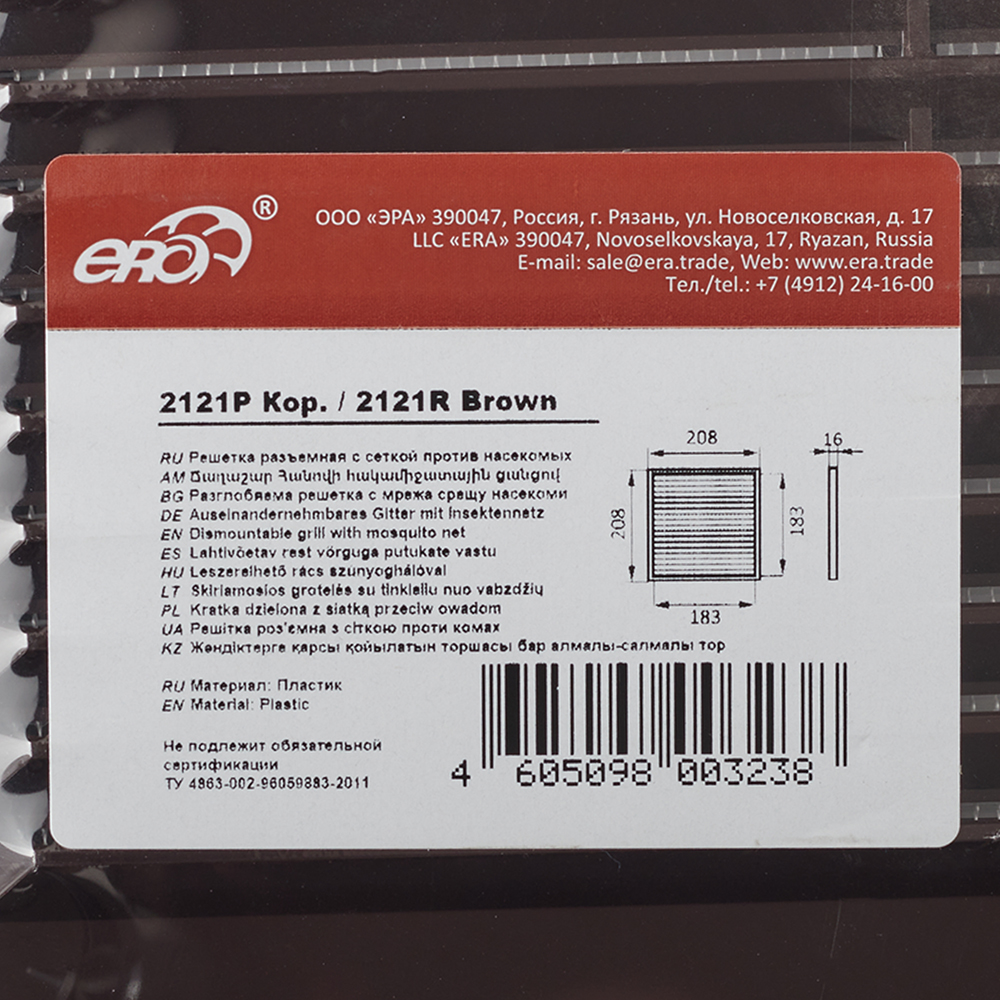 ERA ®
ООО «ЭРА» 390047, Россия, г. Рязань, ул. Новоселковская, д. 17
LLC «ERA» 390047, Novoselkovskaya, 17, Ryazan, Russia
E-mail: sale@era.trade, Web: www.era.trade
Тел./tel.: +7 (4912) 24-16-00
2121Р Кор. / 2121R Brown
RU Решетка разъемная с сеткой против насекомых
AM Ճաղաշար Հանովի հակամիջատային ցանցով
BG Разглобяема решетка с мрежа срещу насекоми
DE Auseinandernehmbares Gitter mit Insektennetz
EN Dismountable grill with mosquito net
ES Lahtivõetav rest võrguga putukate vastu
HU Leszerelhető rács szúnyoghálóval
LT Skiriamosios grotelės su tinkleliu nuo vabzdžių
PL Kratka dzielona z siatką przeciw owadom
UA Решітка роз'ємна з сіткою проти комах
KZ Жәндіктерге қарсы қойылатын торшасы бар алмалы-салмалы тор
208
16
208
183
183
RU Материал: Пластик
EN Material: Plastic
Не подлежит обязательной
сертификации
ТУ 4863-002-96059883-2011
4 605098 003238